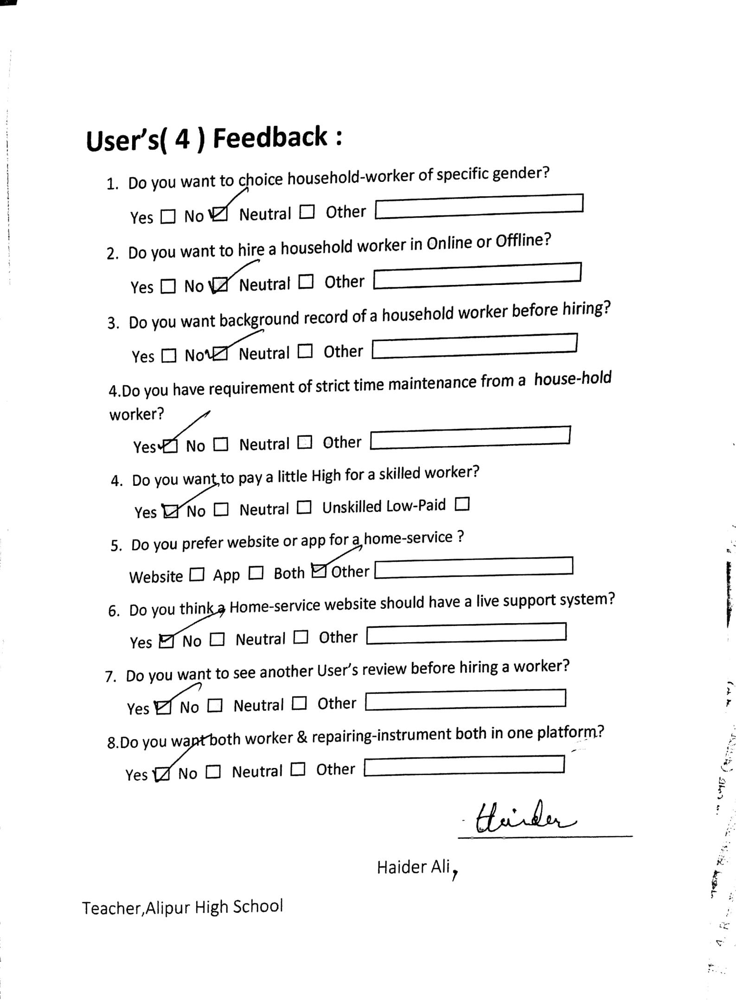 User's( 4 ) Feedback :
1. Do you want to choice household-worker of specific gender?
Yes ☐ No ☑ Neutral ☐ Other
2. Do you want to hire a household worker in Online or Offline?
Yes ☐ No ☑ Neutral ☐ Other
3. Do you want background record of a household worker before hiring?
Yes ☐ No ☑ Neutral ☐ Other
4.Do you have requirement of strict time maintenance from a house-hold
worker?
Yes ☑ No ☐ Neutral ☐ Other
4. Do you want to pay a little High for a skilled worker?
Yes ☑ No ☐ Neutral ☐ Unskilled Low-Paid ☐
5. Do you prefer website or app for a home-service ?
Website ☐ App ☐ Both ☑ Other
6. Do you think a Home-service website should have a live support system?
Yes ☑ No ☐ Neutral ☐ Other
7. Do you want to see another User's review before hiring a worker?
Yes ☑ No ☐ Neutral ☐ Other
8.Do you want both worker & repairing-instrument both in one platform?
Yes ☑ No ☐ Neutral ☐ Other
Haider
Haider Ali,
Teacher,Alipur High School